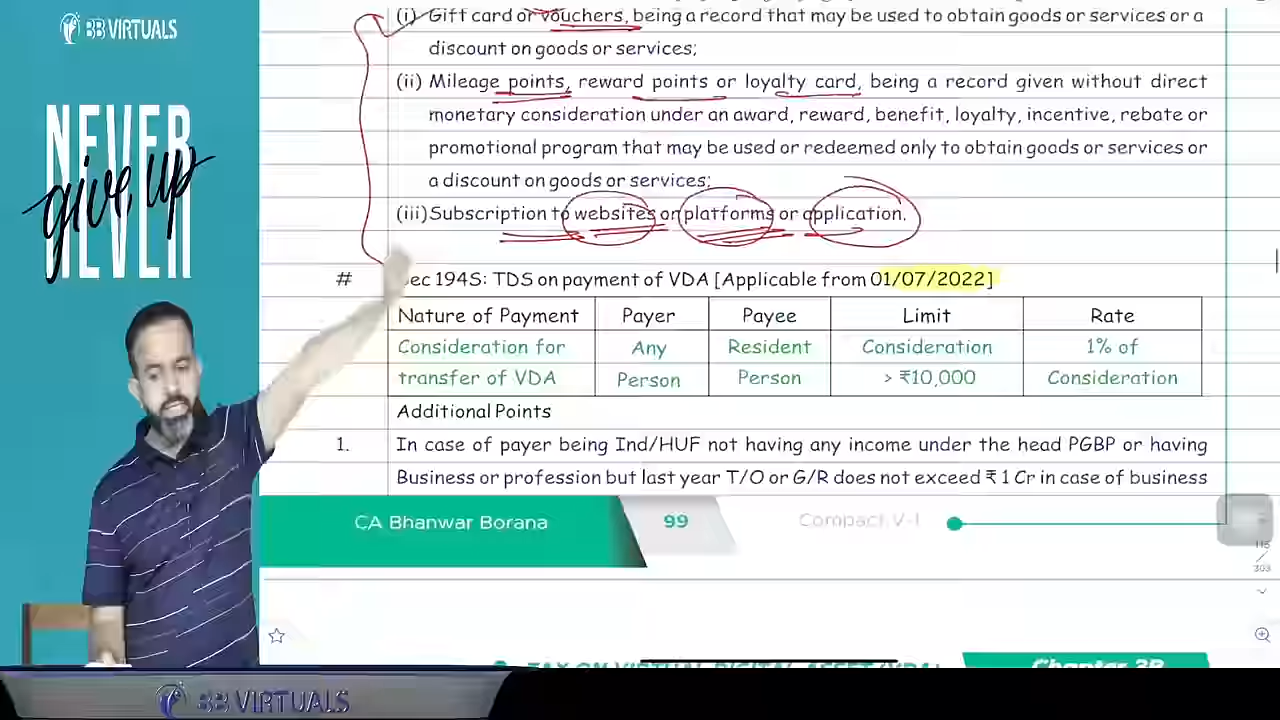 BB VIRTUALS
NEVER
give up
NEVER
(i) Gift card or vouchers, being a record that may be used to obtain goods or services or a
discount on goods or services;
(ii) Mileage points, reward points or loyalty card, being a record given without direct
monetary consideration under an award, reward, benefit, loyalty, incentive, rebate or
promotional program that may be used or redeemed only to obtain goods or services or
a discount on goods or services;
(iii) Subscription to websites or platforms or application.
# ec 194S: TDS on payment of VDA [Applicable from 01/07/2022]
Nature of Payment Payer Payee Limit Rate
Consideration for Any Resident Consideration 1% of
transfer of VDA Person Person > ₹10,000 Consideration
Additional Points
1. In case of payer being Ind/HUF not having any income under the head PGBP or having
Business or profession but last year T/O or G/R does not exceed ₹ 1 Cr in case of business
CA Bhanwar Borana 99 Compact V-1
303
BB VIRTUALS